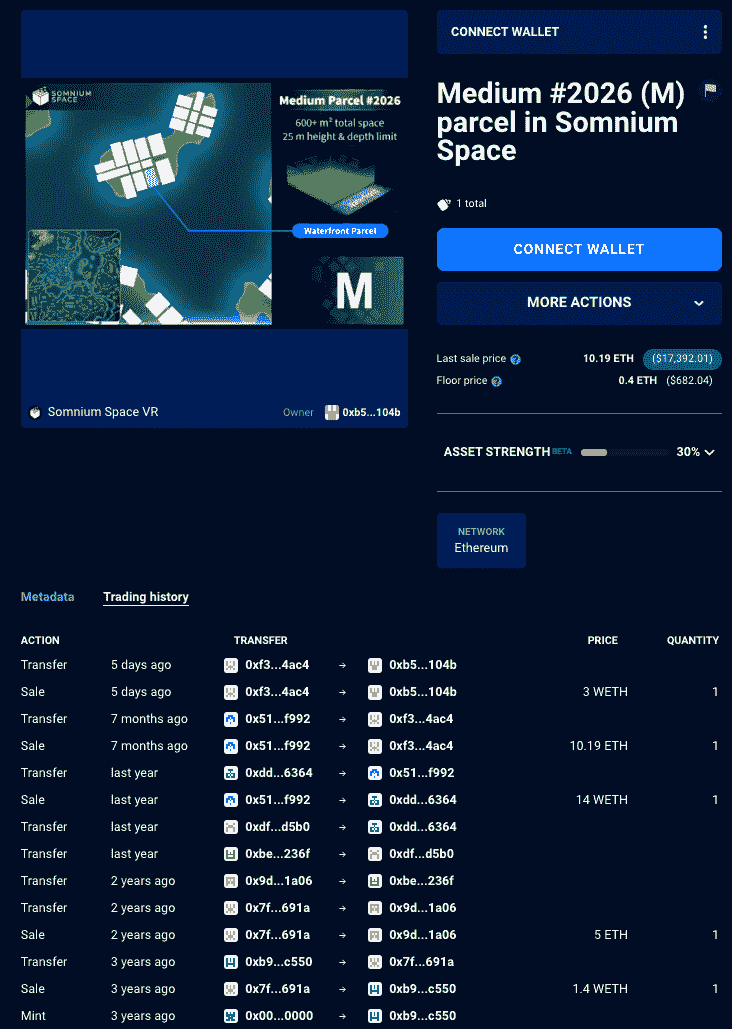 SOMNIUM
SPACE
Medium Parcel #2026
600+ m² total space
25 m height & depth limit
Waterfront Parcel
M
Somnium Space VR
Owner 0xb5...104b
CONNECT WALLET
Medium #2026 (M)
parcel in Somnium
Space
1 total
CONNECT WALLET
MORE ACTIONS
Last sale price ? 10.19 ETH ($17,392.01)
Floor price ? 0.4 ETH ($682.04)
ASSET STRENGTH BETA 30%
NETWORK
Ethereum
Metadata Trading history
ACTION TRANSFER PRICE QUANTITY
Transfer 5 days ago 0xf3...4ac4 → 0xb5...104b
Sale 5 days ago 0xf3...4ac4 → 0xb5...104b 3 WETH 1
Transfer 7 months ago 0x51...f992 → 0xf3...4ac4
Sale 7 months ago 0x51...f992 → 0xf3...4ac4 10.19 ETH 1
Transfer last year 0xdd...6364 → 0x51...f992
Sale last year 0x51...f992 → 0xdd...6364 14 WETH 1
Transfer last year 0xdf...d5b0 → 0xdd...6364
Transfer last year 0xbe...236f → 0xdf...d5b0
Transfer 2 years ago 0x9d...1a06 → 0xbe...236f
Transfer 2 years ago 0x7f...691a → 0x9d...1a06
Sale 2 years ago 0x7f...691a → 0x9d...1a06 5 ETH 1
Transfer 3 years ago 0xb9...c550 → 0x7f...691a
Sale 3 years ago 0x7f...691a → 0xb9...c550 1.4 WETH 1
Mint 3 years ago 0x00...0000 → 0xb9...c550